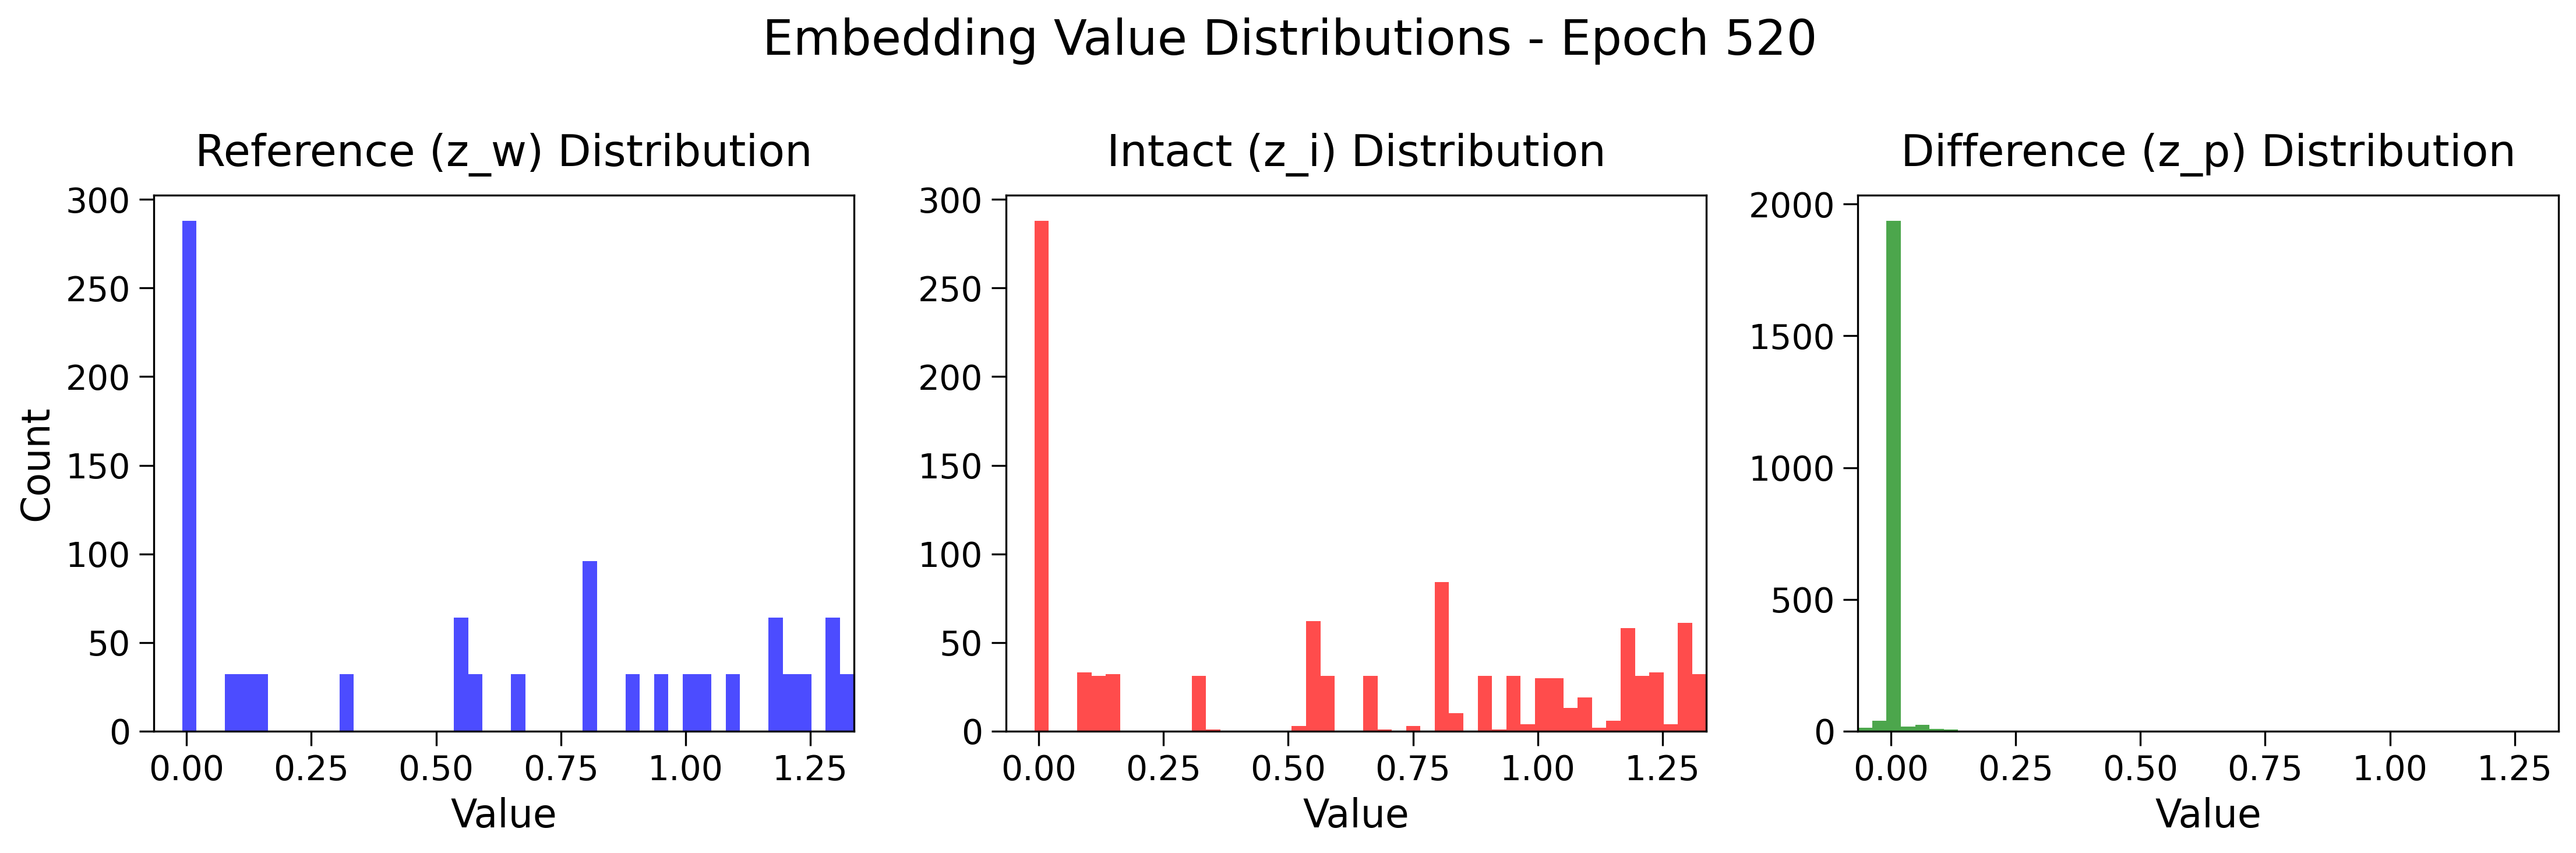 Embedding Value Distributions - Epoch 520
Reference (z_w) Distribution
300
250
200
150
100
50
0
Count
0.00 0.25 0.50 0.75 1.00 1.25
Value
Intact (z_i) Distribution
300
250
200
150
100
50
0
0.00 0.25 0.50 0.75 1.00 1.25
Value
Difference (z_p) Distribution
2000
1500
1000
500
0
0.00 0.25 0.50 0.75 1.00 1.25
Value